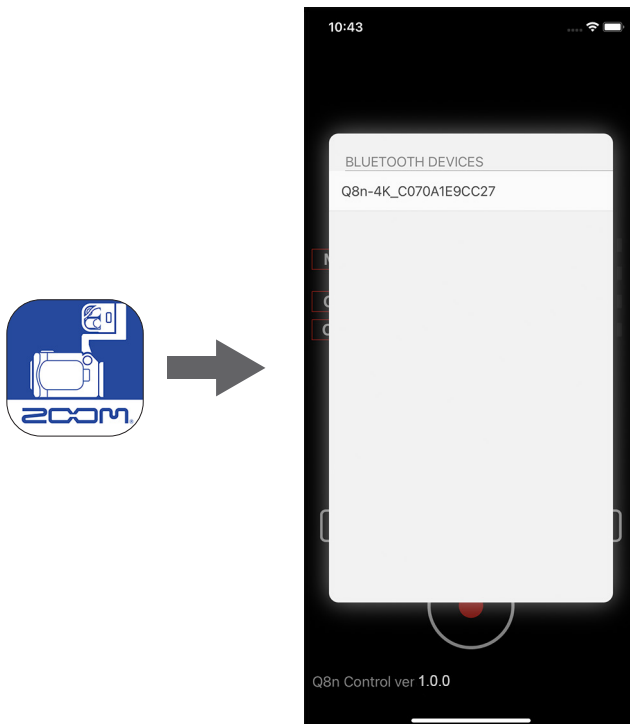 10:43
BLUETOOTH DEVICES
Q8n-4K_C070A1E9CC27
zoom
Q8n Control ver 1.0.0